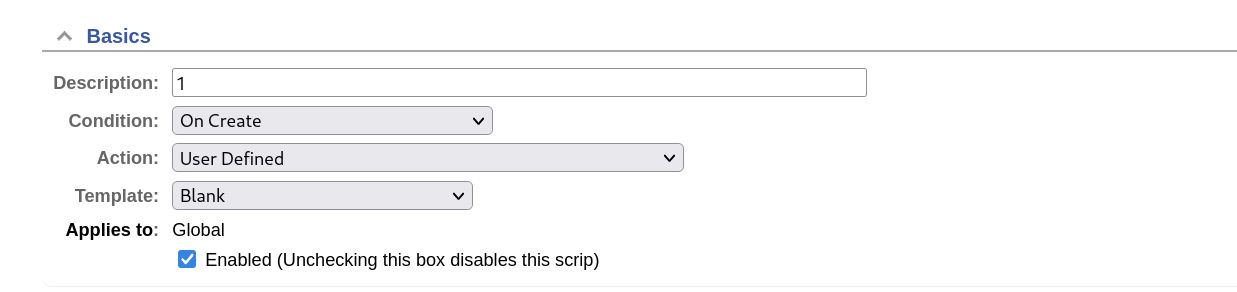 Basics
Description: 1
Condition: On Create
Action: User Defined
Template: Blank
Applies to: Global
Enabled (Unchecking this box disables this scrip)